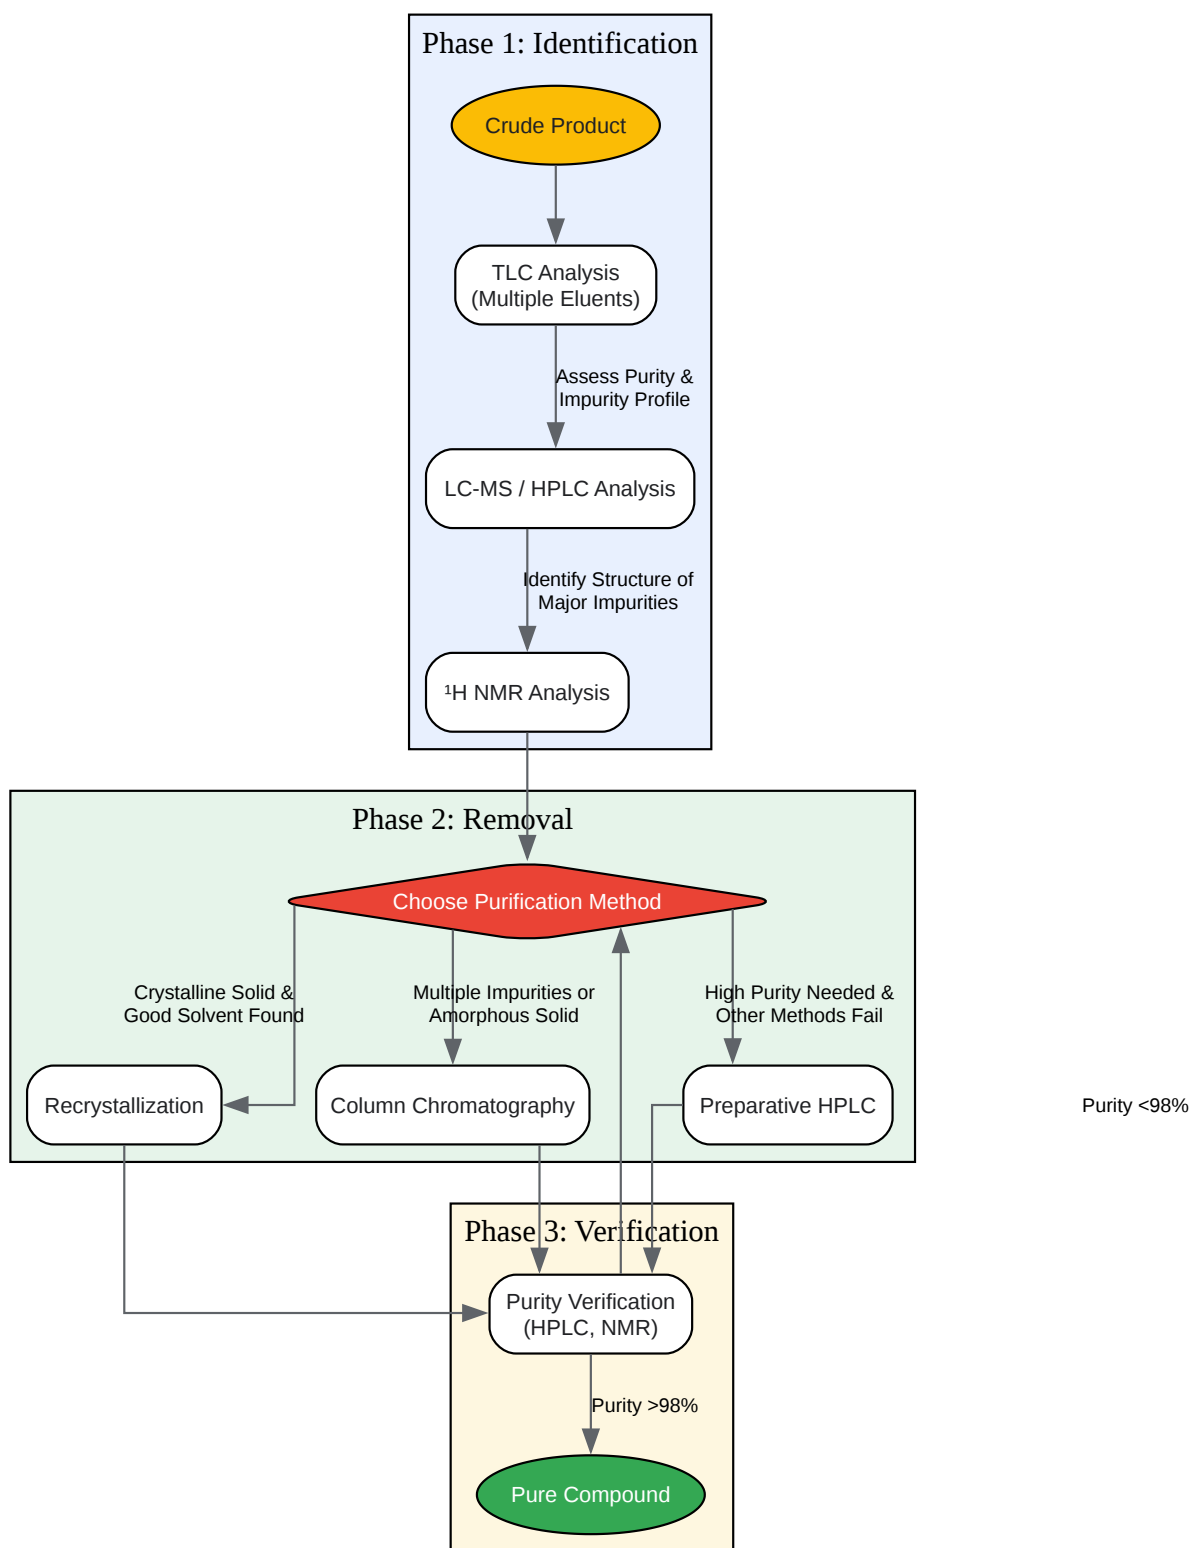 Phase 1: Identification
Crude Product
TLC Analysis
(Multiple Eluents)
Assess Purity &
Impurity Profile
LC-MS / HPLC Analysis
Identify Structure of
Major Impurities
¹H NMR Analysis
Phase 2: Removal
Choose Purification Method
Crystalline Solid &
Good Solvent Found
Multiple Impurities or
Amorphous Solid
High Purity Needed &
Other Methods Fail
Recrystallization
Column Chromatography
Preparative HPLC
Purity <98%
Phase 3: Verification
Purity Verification
(HPLC, NMR)
Purity >98%
Pure Compound